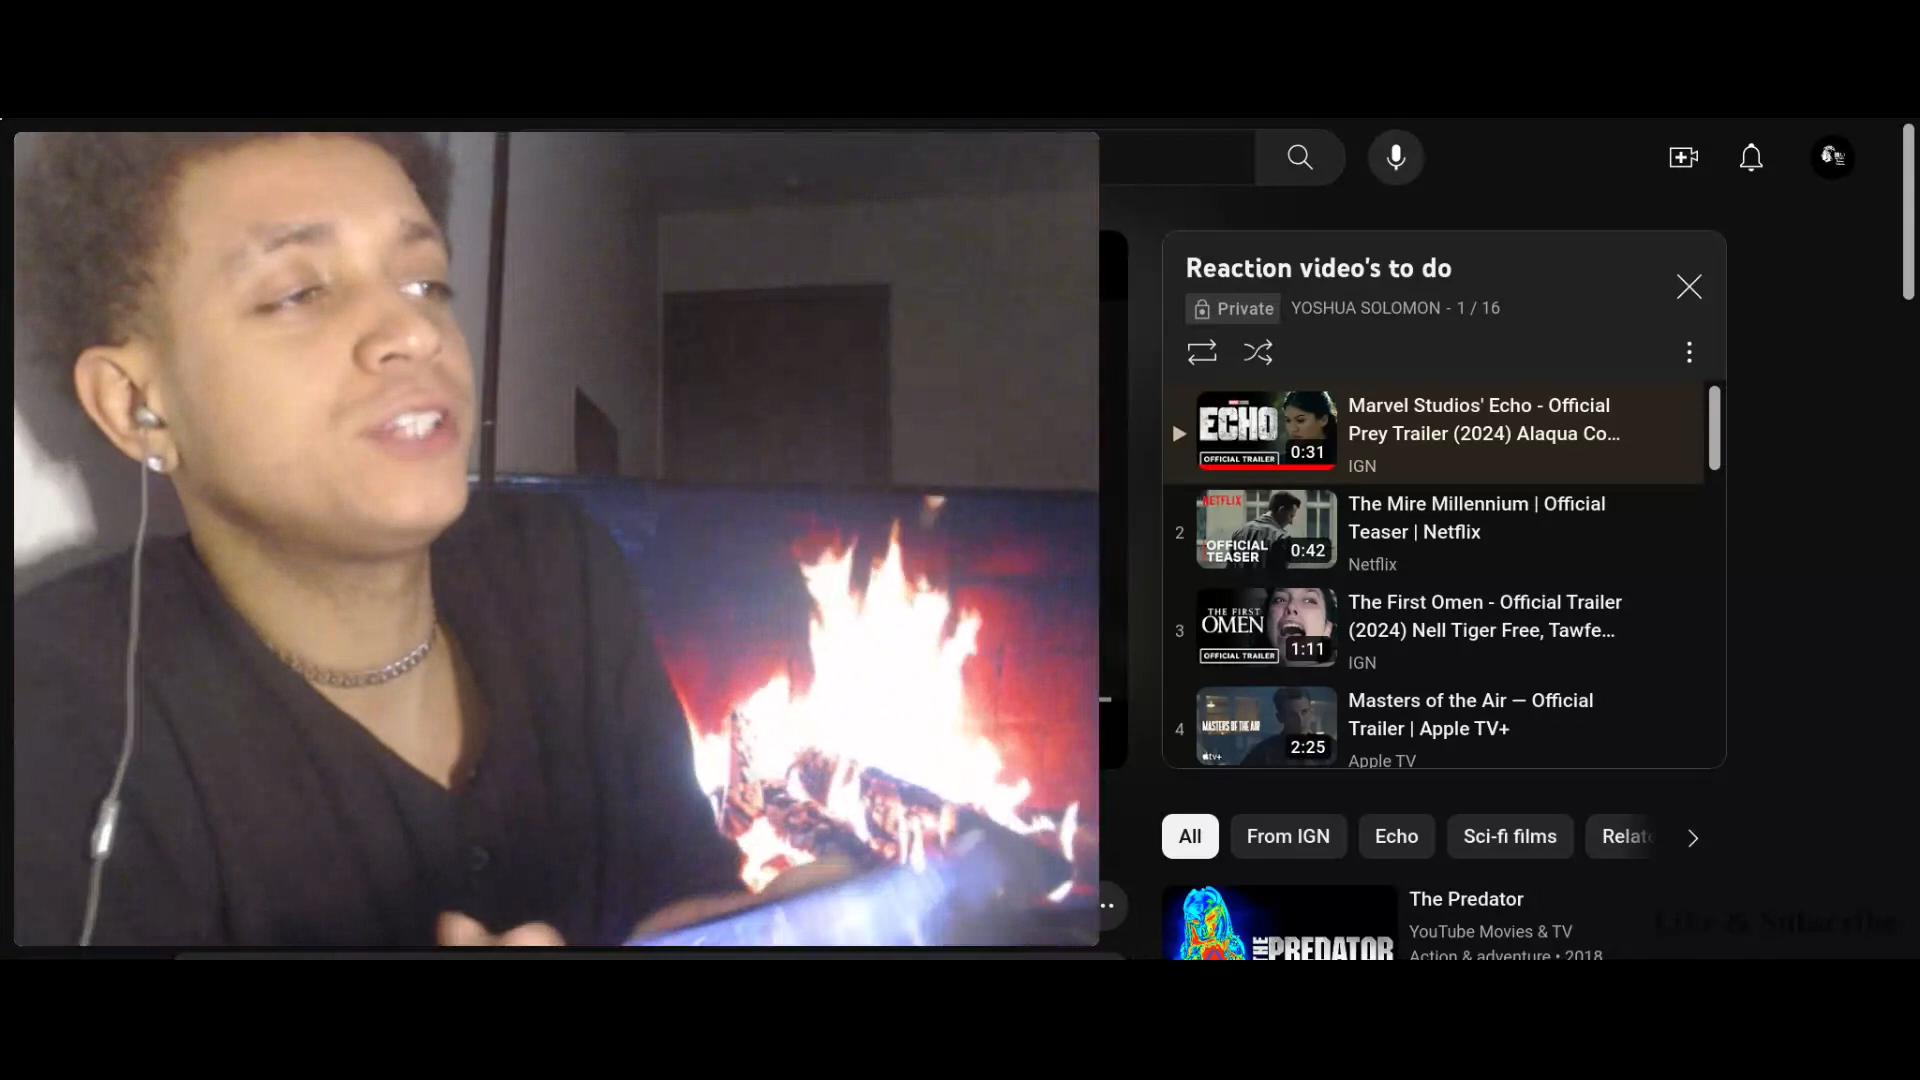 Reaction video's to do
Private
YOSHUA SOLOMON - 1 / 16
ECHO
OFFICIAL TRAILER
0:31
Marvel Studios' Echo - Official
Prey Trailer (2024) Alaqua Co...
IGN
2
NETFLIX
OFFICIAL
TEASER
0:42
The Mire Millennium | Official
Teaser | Netflix
Netflix
3
THE FIRST
OMEN
OFFICIAL TRAILER
1:11
The First Omen - Official Trailer
(2024) Nell Tiger Free, Tawfe...
IGN
4
MASTERS OF THE AIR
tv+
2:25
Masters of the Air — Official
Trailer | Apple TV+
Apple TV
All
From IGN
Echo
Sci-fi films
Relate
THE PREDATOR
The Predator
YouTube Movies & TV
Action & adventure • 2018
Like & Subscribe